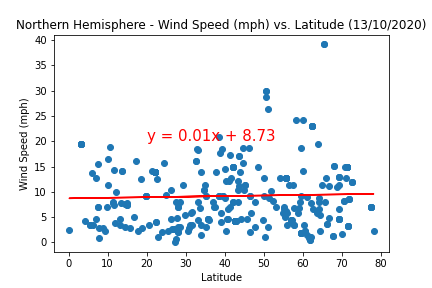 Northern Hemisphere - Wind Speed (mph) vs. Latitude (13/10/2020)
40
35
30
25
20
15
10
5
0
Wind Speed (mph)
y = 0.01x + 8.73
0 10 20 30 40 50 60 70 80
Latitude